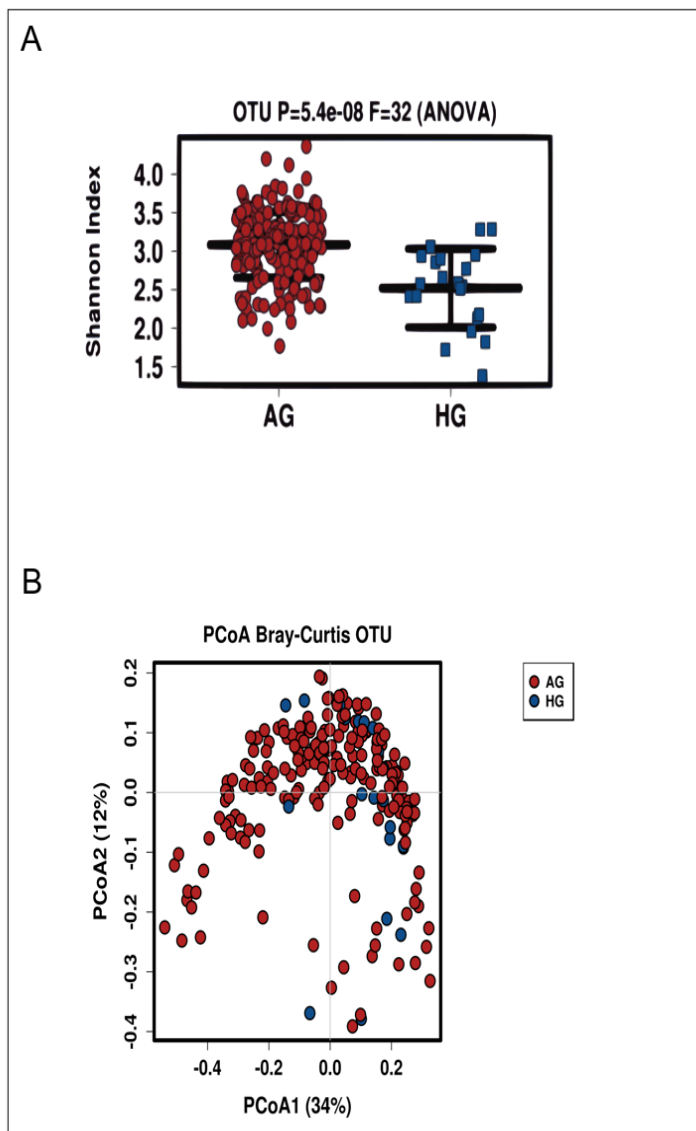 A
OTU P=5.4e-08 F=32 (ANOVA)
Shannon Index
4.0
3.5
3.0
2.5
2.0
1.5
AG
HG
B
PCoA Bray-Curtis OTU
PCoA2 (12%)
0.2
0.1
0.0
-0.1
-0.2
-0.3
-0.4
-0.4
-0.2
0.0
0.2
PCoA1 (34%)
AG
HG